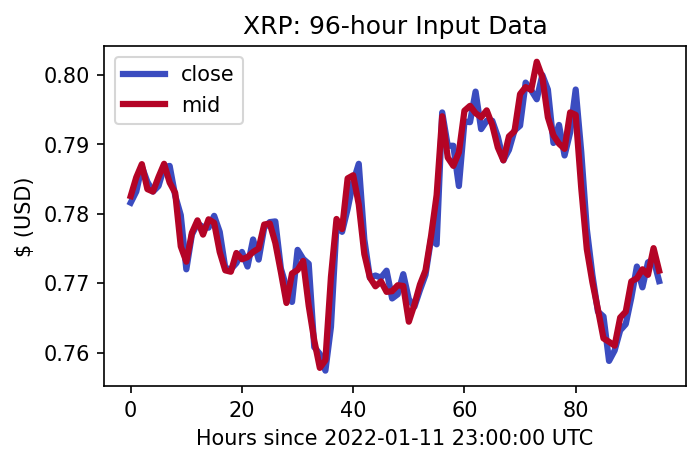 XRP: 96-hour Input Data
close
mid
$ (USD)
0.80
0.79
0.78
0.77
0.76
0 20 40 60 80
Hours since 2022-01-11 23:00:00 UTC